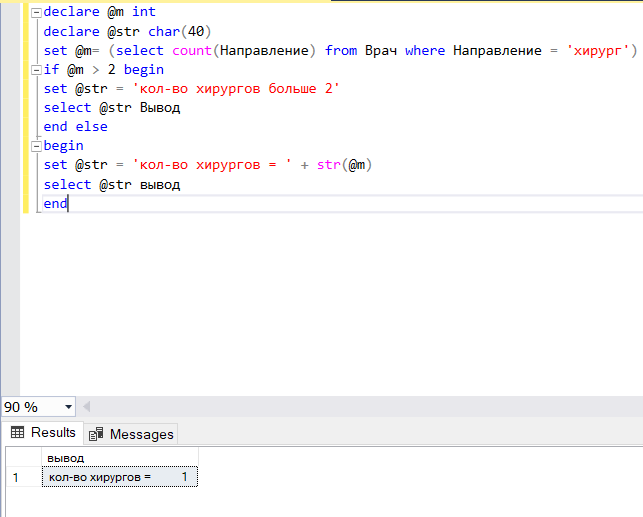 declare @m int
declare @str char(40)
set @m= (select count(Направление) from Врач where Направление = 'хирург')
if @m > 2 begin
set @str = 'кол-во хирургов больше 2'
select @str Вывод
end else
begin
set @str = 'кол-во хирургов = ' + str(@m)
select @str вывод
end
90 %
Results Messages
вывод
1 кол-во хирургов = 1